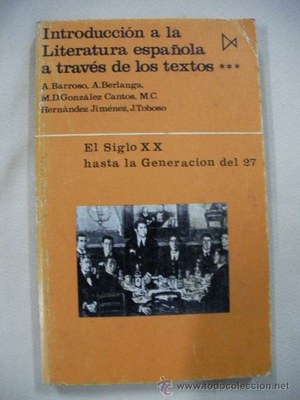 Introducción a la
Literatura española
a través de los textos ***
A. Barroso, A. Berlanga,
M.D. González Cantos, M.C.
Hernández Jiménez, J. Toboso
El Siglo XX
hasta la Generacion del 27
© www.todocoleccion.net